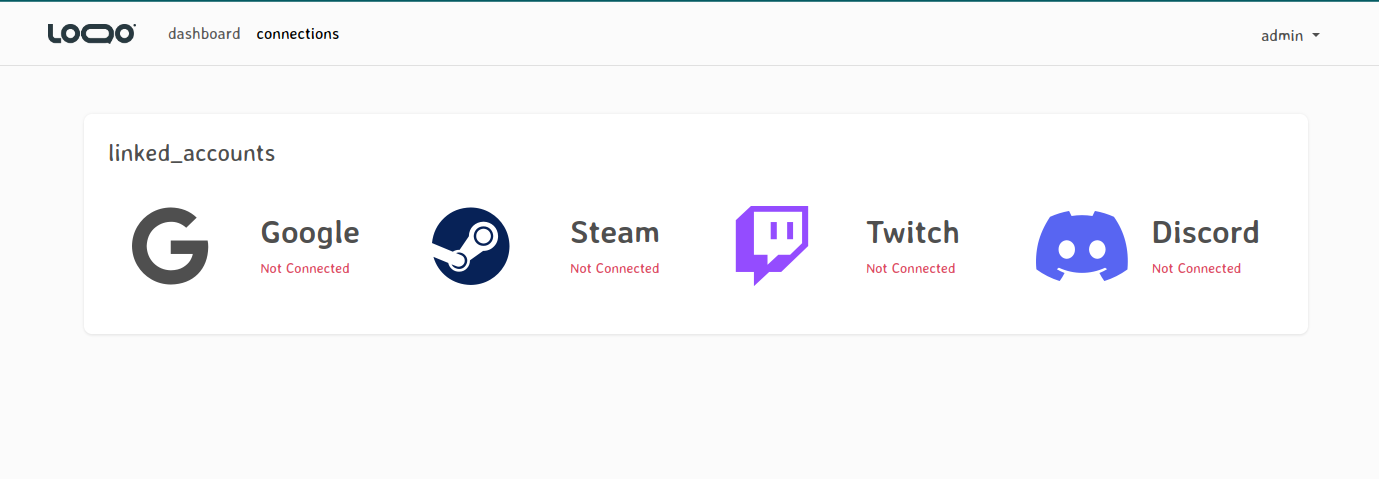 LOQO
dashboard connections
admin
linked_accounts
Google
Not Connected
Steam
Not Connected
Twitch
Not Connected
Discord
Not Connected